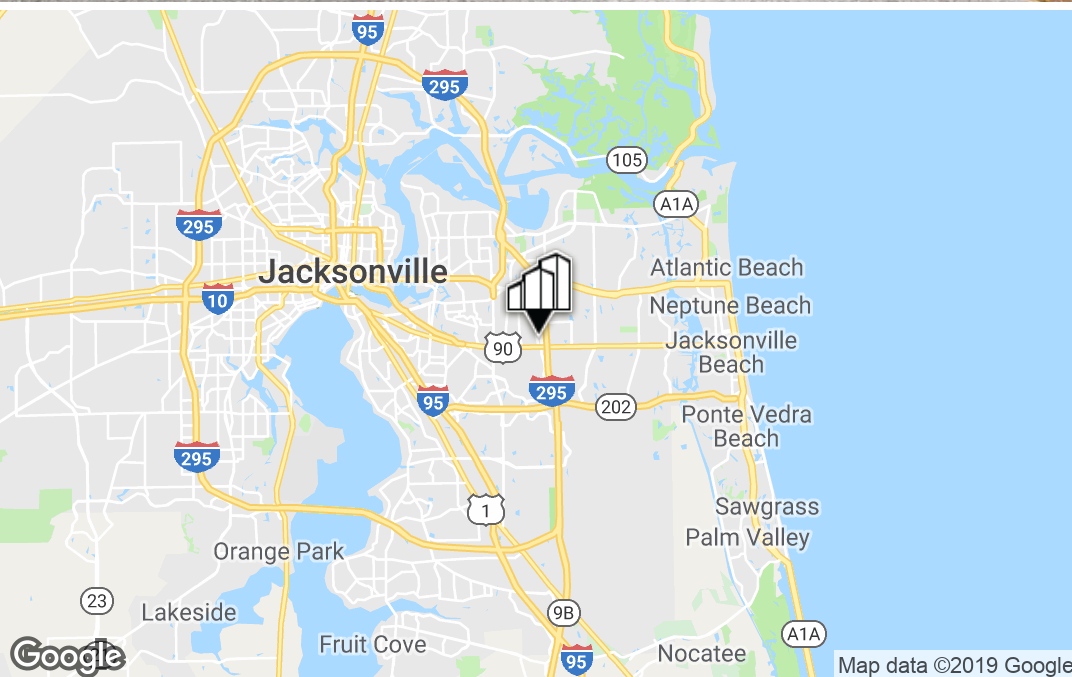 95
295
105
A1A
295
Jacksonville
Atlantic Beach
10
Neptune Beach
90
Jacksonville
Beach
295
95
202
Ponte Vedra
Beach
295
1
Sawgrass
Palm Valley
Orange Park
23
Lakeside
9B
Fruit Cove
A1A
Nocatee
95
Google
Map data ©2019 Google